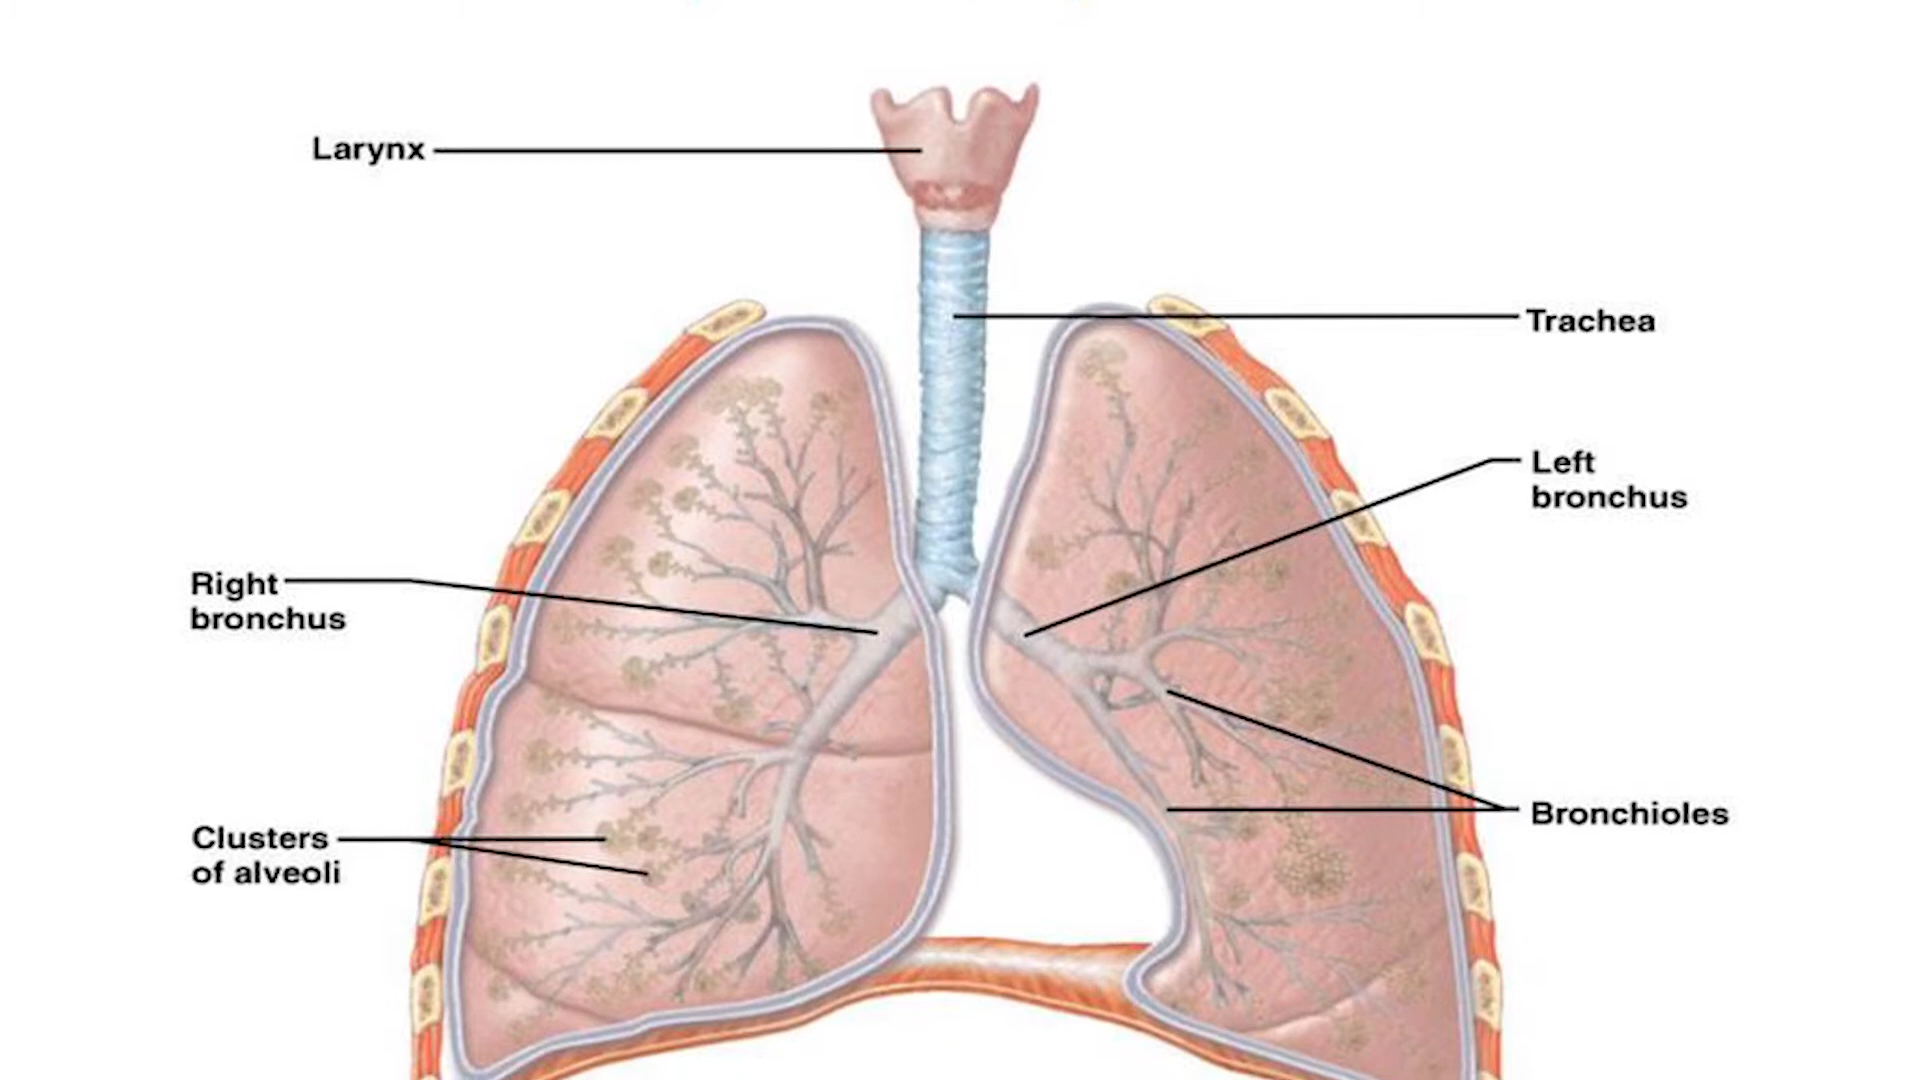 Larynx
Trachea
Left
bronchus
Right
bronchus
Bronchioles
Clusters
of alveoli